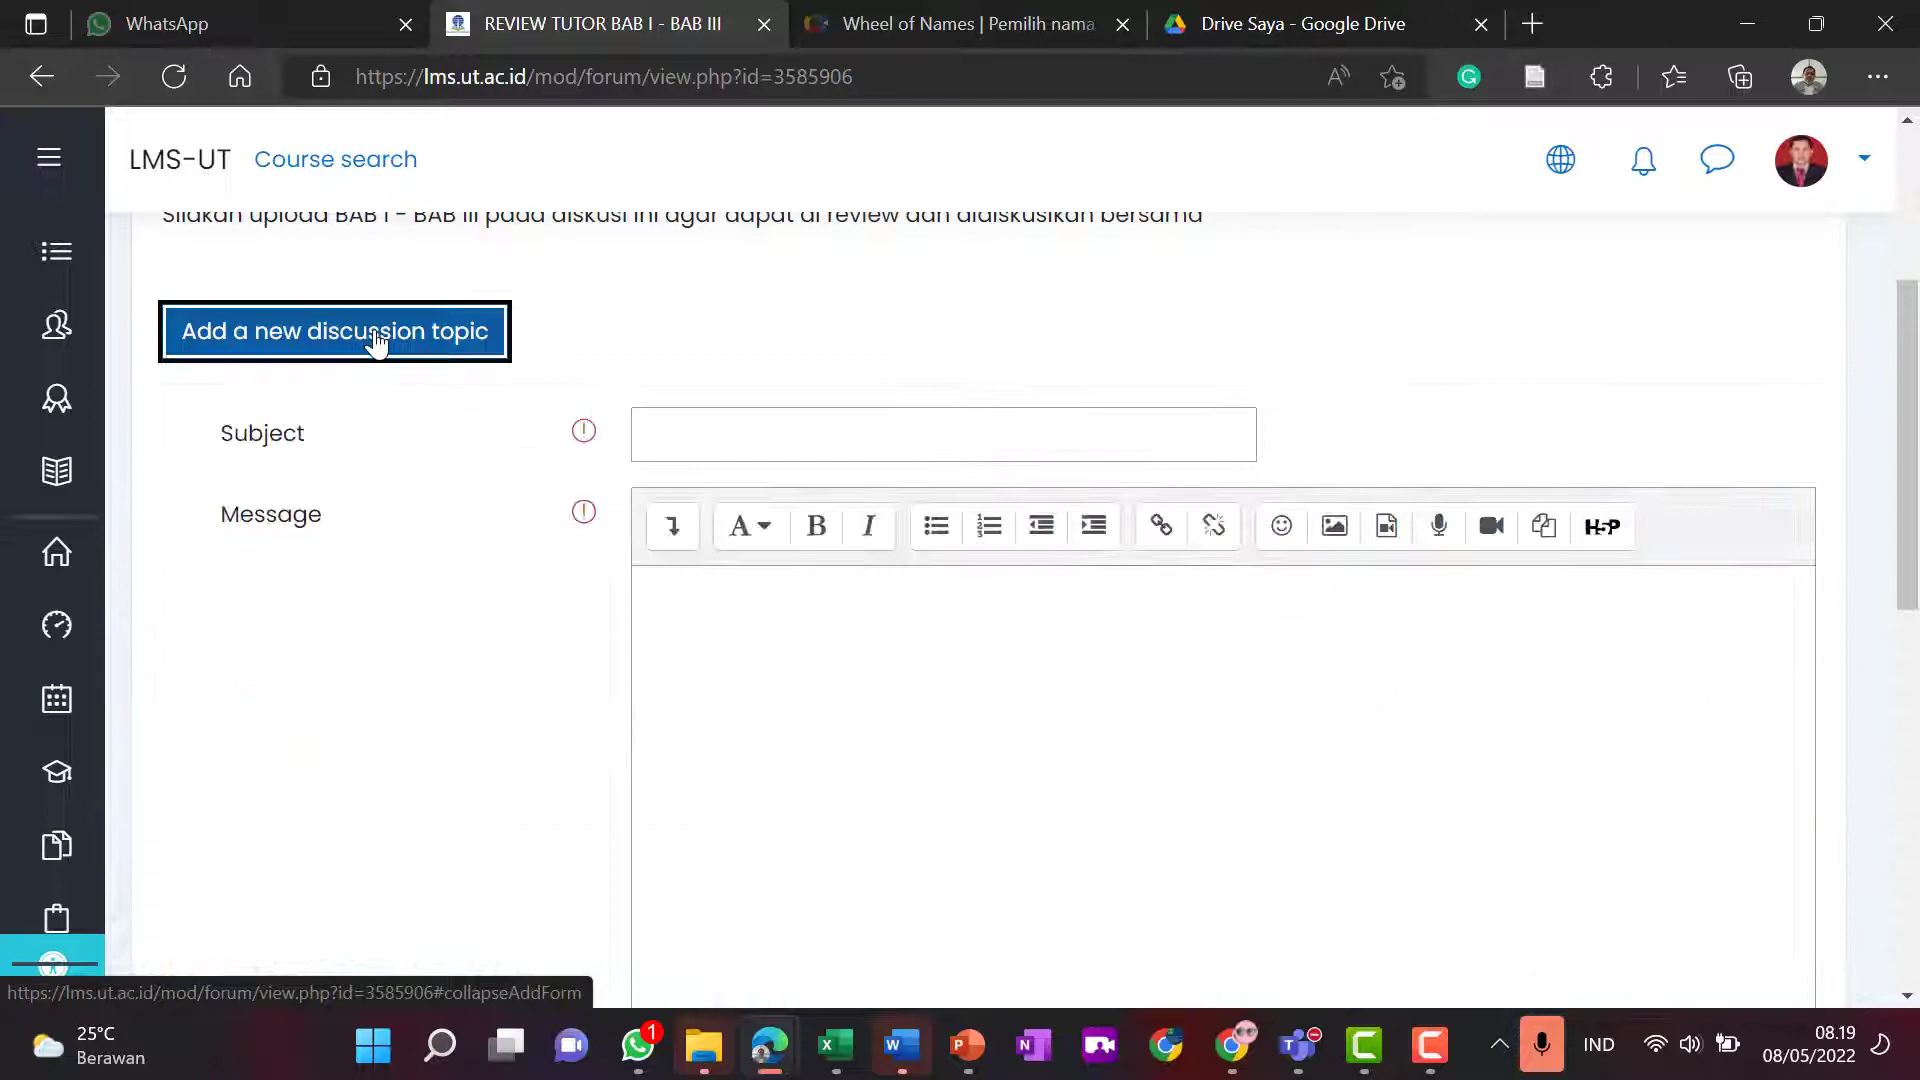 WhatsApp
REVIEW TUTOR BAB I - BAB III
Wheel of Names | Pemilih nama
Drive Saya - Google Drive
https://lms.ut.ac.id/mod/forum/view.php?id=3585906
LMS-UT
Course search
Silakan upload BAB I - BAB III pada diskusi ini agar dapat di review dan didiskusikan bersama
Add a new discussion topic
Subject
Message
A B I
H5P
https://lms.ut.ac.id/mod/forum/view.php?id=3585906#collapseAddForm
25°C
Berawan
1
IND
08.19
08/05/2022